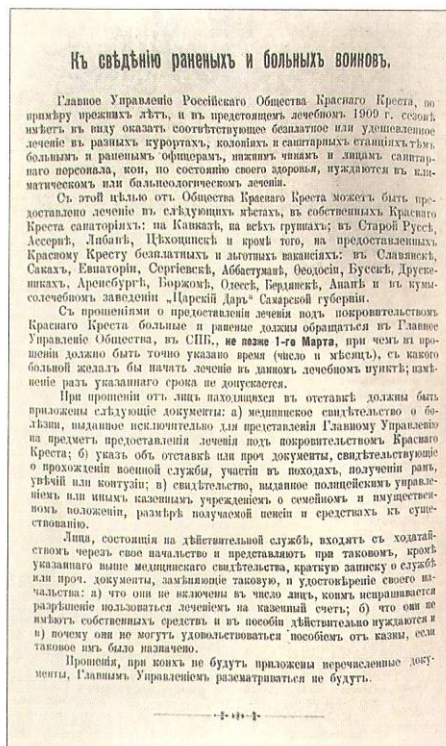 Къ свѣдѣнію раненыхъ и больныхъ воиновъ.
Главное Управленіе Россійскаго Общества Краснаго Креста, по
примѣру прежнихъ лѣтъ, и въ предстоящемъ лечебномъ 1909 г. сезонѣ
имѣетъ въ виду оказать соотвѣтствующее безплатное или удешевленное
леченіе въ разныхъ курортахъ, колоніяхъ и санитарныхъ станціяхъ тѣмъ
больнымъ и раненымъ офицерамъ, нижнимъ чинамъ и лицамъ санитар-
наго персонала, кои, по состоянію своего здоровья, нуждаются въ кли-
матическомъ или бальнеологическомъ леченіи.
Съ этой цѣлью отъ Общества Краснаго Креста можетъ быть пре-
доставлено леченіе въ слѣдующихъ мѣстахъ, въ собственныхъ Краснаго
Креста санаторіяхъ: на Кавказѣ, на всѣхъ группахъ; въ Старой Руссѣ,
Ассернѣ, Либавѣ, Цѣхоцинскѣ и кромѣ того, на предоставленныхъ
Красному Кресту безплатныхъ и льготныхъ вакансіяхъ: въ Славянскѣ,
Сакахъ, Евпаторіи, Сергіевскѣ, Аббастуманѣ, Ѳеодосіи, Бусскѣ, Друске-
никахъ, Аренсбургѣ, Боржомѣ, Одессѣ, Бердянскѣ, Анапѣ и въ кумы-
солечебномъ заведеніи „Царскій Даръ" Самарской губерніи.
Съ прошеніями о предоставленіи леченія подъ покровительствомъ
Краснаго Креста больные и раненые должны обращаться въ Главное
Управленіе Общества, въ СПБ., не позже 1-го Марта, при чемъ въ про-
шеніи должно быть точно указано время (число и мѣсяцъ), съ какого
больной желалъ бы начать леченіе въ данномъ лечебномъ пунктѣ; измѣ-
неніе разъ указаннаго срока не допускается.
При прошеніи отъ лицъ находящихся въ отставкѣ должны быть
приложены слѣдующіе документы: а) медицинское свидѣтельство о бо-
лѣзни, выданное исключительно для представленія Главному Управленію
на предметъ предоставленія леченія подъ покровительствомъ Краснаго
Креста; б) указъ объ отставкѣ или проч документы, свидѣтельствующіе
о прохожденіи военной службы, участіи въ походахъ, полученіи ранъ,
увѣчій или контузіи; в) свидѣтельство, выданное полицейскимъ управле-
ніемъ или инымъ казеннымъ учрежденіемъ о семейномъ и имуществен-
номъ положеніи, размѣрѣ получаемой пенсіи и средствахъ къ суще-
ствованію.
Лица, состоящія на дѣйствительной службѣ, входятъ съ ходатай-
ствомъ черезъ свое начальство и представляютъ при таковомъ, кромѣ
указаннаго выше медицинскаго свидѣтельства, краткую записку о службѣ
или проч. документы, замѣняющіе таковую, и удостовѣреніе своего на-
чальства: а) что они не включены въ число лицъ, коимъ испрашивается
разрѣшеніе пользоваться леченіемъ на казенный счетъ; б) что они не
имѣютъ собственныхъ средствъ и въ пособіи дѣйствительно нуждаются и
в) почему они не могутъ удовольствоваться пособіемъ отъ казны, если
таковое имъ было назначено.
Прошенія, при коихъ не будутъ приложены перечисленные доку-
менты, Главнымъ Управленіемъ разсматриваться не будутъ.